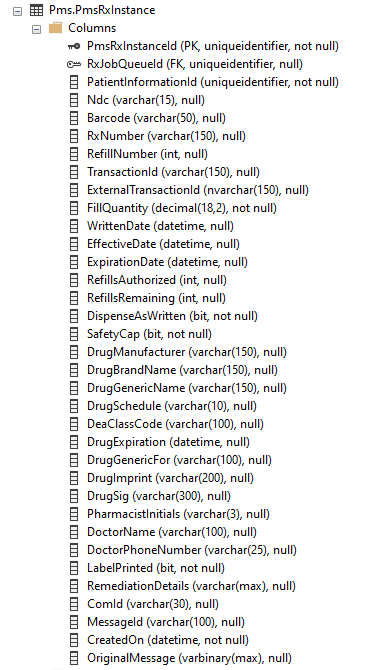 Pms.PmsRxInstance
Columns
PmsRxInstanceId (PK, uniqueidentifier, not null)
RxJobQueueId (FK, uniqueidentifier, null)
PatientInformationId (uniqueidentifier, not null)
Ndc (varchar(15), null)
Barcode (varchar(50), null)
RxNumber (varchar(150), null)
RefillNumber (int, null)
TransactionId (varchar(150), null)
ExternalTransactionId (nvarchar(150), null)
FillQuantity (decimal(18,2), not null)
WrittenDate (datetime, null)
EffectiveDate (datetime, null)
ExpirationDate (datetime, null)
RefillsAuthorized (int, null)
RefillsRemaining (int, null)
DispenseAsWritten (bit, not null)
SafetyCap (bit, not null)
DrugManufacturer (varchar(150), null)
DrugBrandName (varchar(150), null)
DrugGenericName (varchar(150), null)
DrugSchedule (varchar(10), null)
DeaClassCode (varchar(100), null)
DrugExpiration (datetime, null)
DrugGenericFor (varchar(100), null)
DrugImprint (varchar(200), null)
DrugSig (varchar(300), null)
PharmacistInitials (varchar(3), null)
DoctorName (varchar(100), null)
DoctorPhoneNumber (varchar(25), null)
LabelPrinted (bit, not null)
RemediationDetails (varchar(max), null)
ComId (varchar(30), null)
MessageId (varchar(100), null)
CreatedOn (datetime, not null)
OriginalMessage (varbinary(max), null)